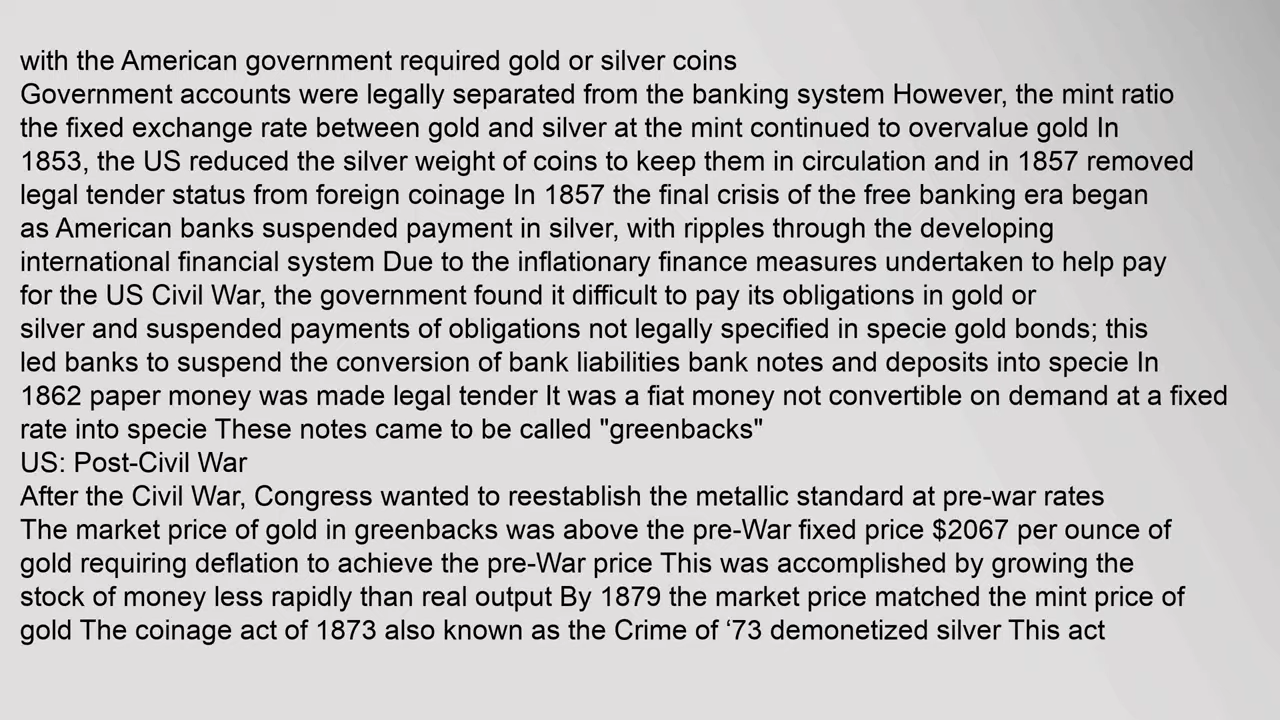 with the American government required gold or silver coins
Government accounts were legally separated from the banking system However, the mint ratio
the fixed exchange rate between gold and silver at the mint continued to overvalue gold In
1853, the US reduced the silver weight of coins to keep them in circulation and in 1857 removed
legal tender status from foreign coinage In 1857 the final crisis of the free banking era began
as American banks suspended payment in silver, with ripples through the developing
international financial system Due to the inflationary finance measures undertaken to help pay
for the US Civil War, the government found it difficult to pay its obligations in gold or
silver and suspended payments of obligations not legally specified in specie gold bonds; this
led banks to suspend the conversion of bank liabilities bank notes and deposits into specie In
1862 paper money was made legal tender It was a fiat money not convertible on demand at a fixed
rate into specie These notes came to be called "greenbacks"
US: Post-Civil War
After the Civil War, Congress wanted to reestablish the metallic standard at pre-war rates
The market price of gold in greenbacks was above the pre-War fixed price $2067 per ounce of
gold requiring deflation to achieve the pre-War price This was accomplished by growing the
stock of money less rapidly than real output By 1879 the market price matched the mint price of
gold The coinage act of 1873 also known as the Crime of ‘73 demonetized silver This act